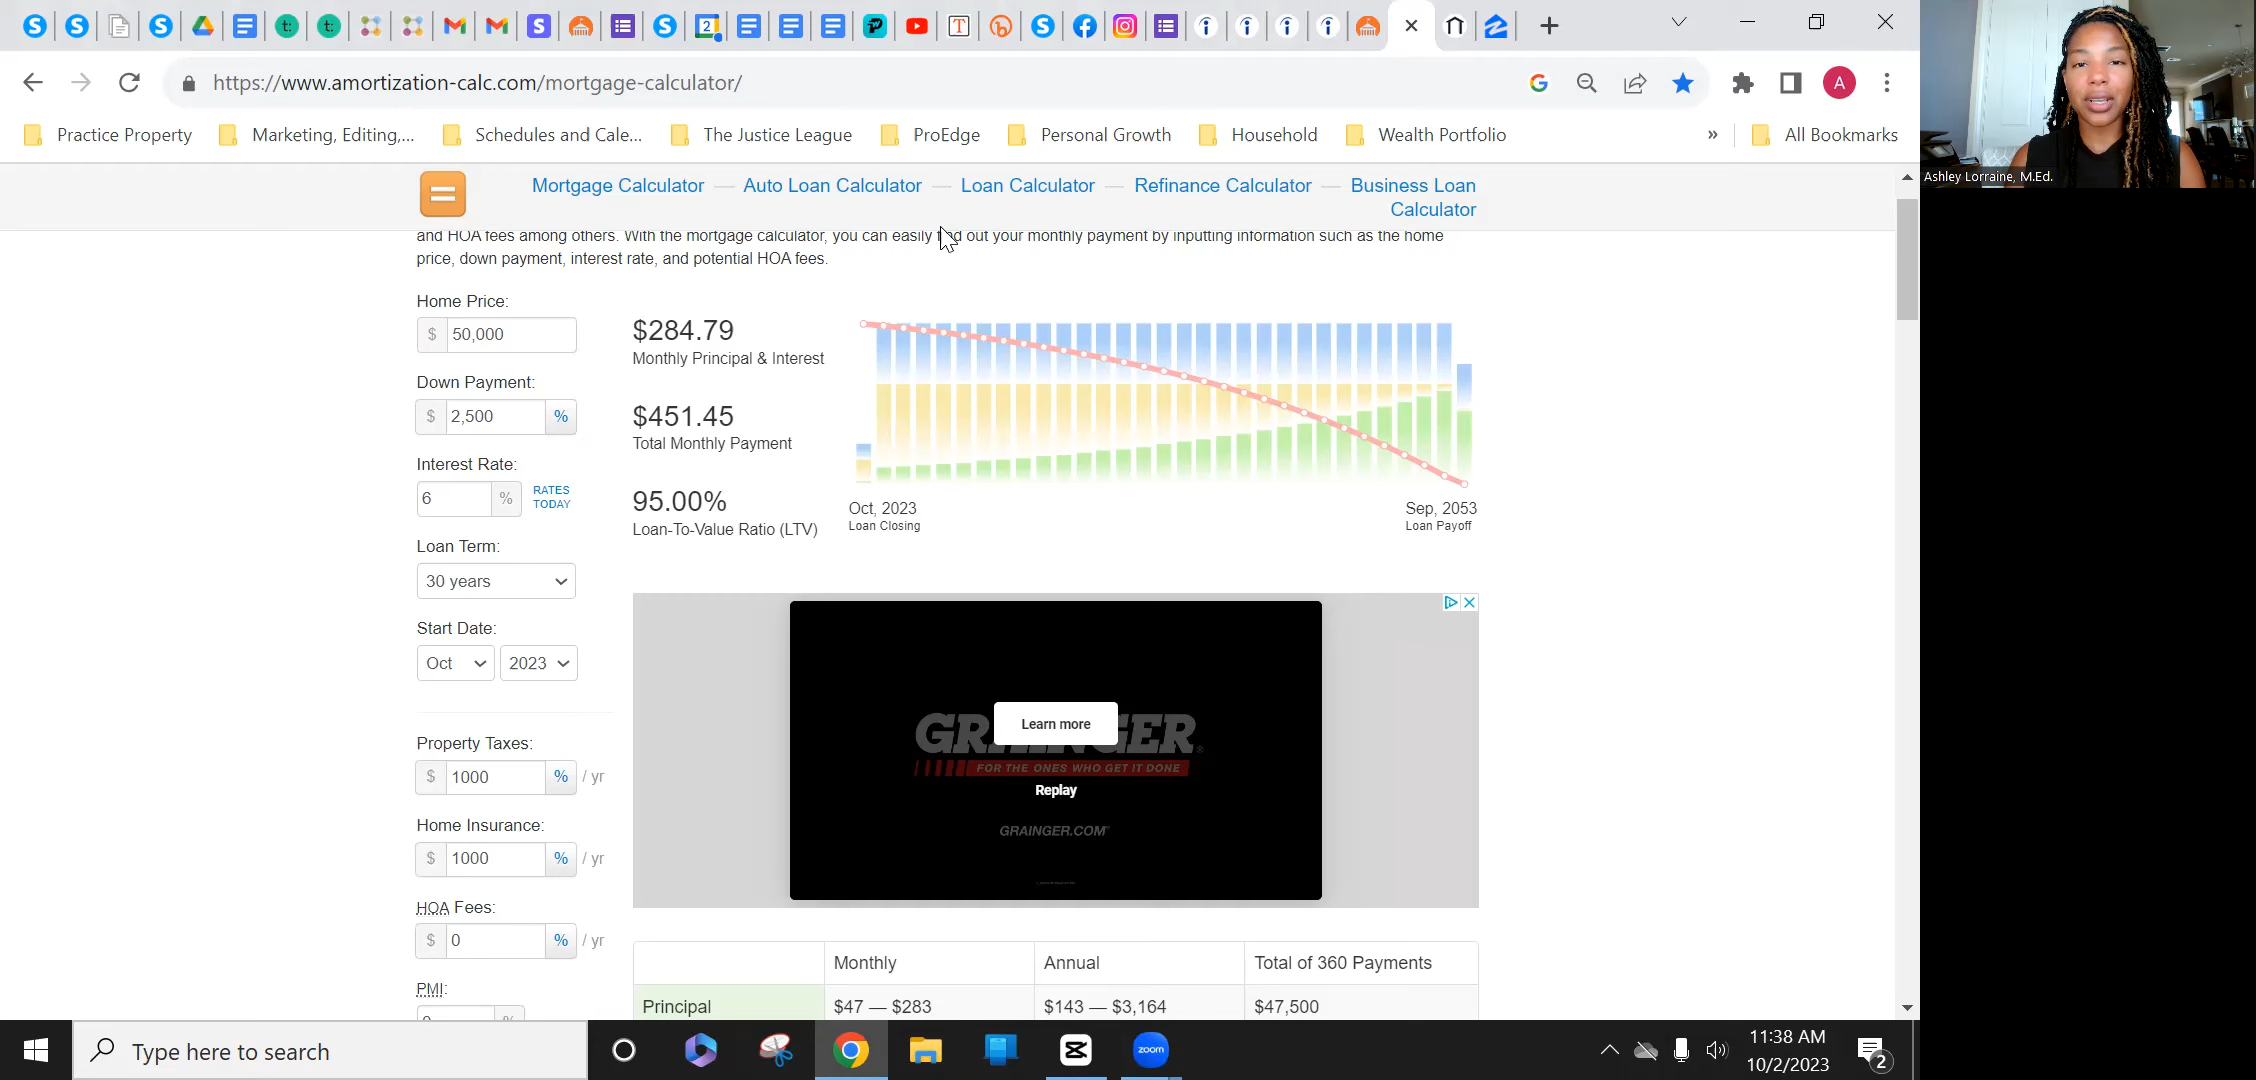 https://www.amortization-calc.com/mortgage-calculator/
A
Practice Property
Marketing, Editing,...
Schedules and Cale...
The Justice League
ProEdge
Personal Growth
Household
Wealth Portfolio
»
All Bookmarks
Ashley Lorraine, M.Ed.
Mortgage Calculator — Auto Loan Calculator — Loan Calculator — Refinance Calculator — Business Loan
Calculator
and HOA fees among others. With the mortgage calculator, you can easily find out your monthly payment by inputting information such as the home
price, down payment, interest rate, and potential HOA fees.
Home Price:
$ 50,000
Down Payment:
$ 2,500 %
Interest Rate:
6 % RATES
TODAY
Loan Term:
30 years
Start Date:
Oct 2023
Property Taxes:
$ 1000 % / yr
Home Insurance:
$ 1000 % / yr
HOA Fees:
$ 0 % / yr
PMI:
$284.79
Monthly Principal & Interest
$451.45
Total Monthly Payment
95.00%
Loan-To-Value Ratio (LTV)
Oct, 2023
Loan Closing
Sep, 2053
Loan Payoff
Learn more
FOR THE ONES WHO GET IT DONE
Replay
GRAINGER.COM
Monthly Annual Total of 360 Payments
Principal $47 — $283 $143 — $3,164 $47,500
Type here to search
zoom
11:38 AM
10/2/2023
2